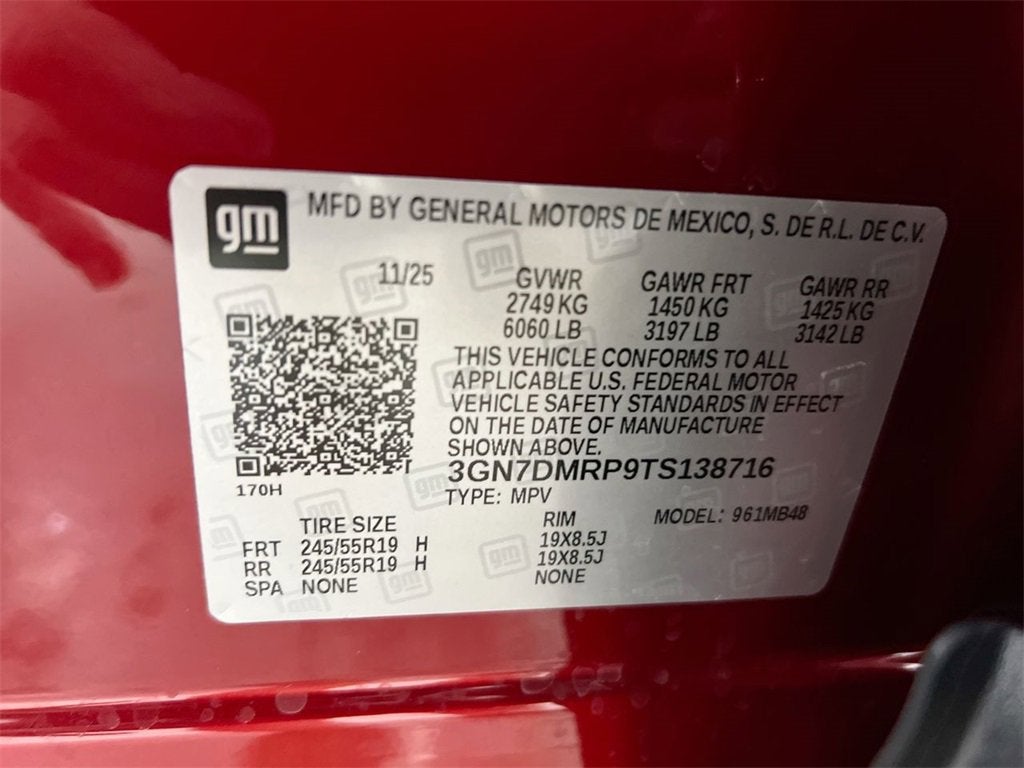 gm
MFD BY GENERAL MOTORS DE MEXICO, S. DE R.L. DE C.V.
11/25 GVWR GAWR FRT GAWR RR
2749 KG 1450 KG 1425 KG
6060 LB 3197 LB 3142 LB
THIS VEHICLE CONFORMS TO ALL
APPLICABLE U.S. FEDERAL MOTOR
VEHICLE SAFETY STANDARDS IN EFFECT
ON THE DATE OF MANUFACTURE
SHOWN ABOVE.
3GN7DMRP9TS138716
170H
TYPE: MPV MODEL: 961MB48
TIRE SIZE RIM
FRT 245/55R19 H 19X8.5J
RR 245/55R19 H 19X8.5J
SPA NONE NONE